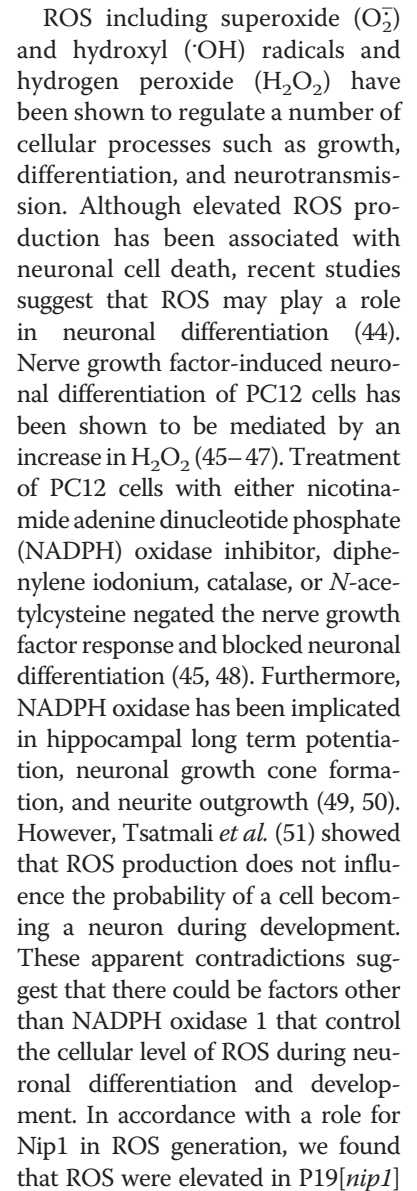 ROS including superoxide (O₂⁻)
and hydroxyl (˙OH) radicals and
hydrogen peroxide (H₂O₂) have
been shown to regulate a number of
cellular processes such as growth,
differentiation, and neurotransmis-
sion. Although elevated ROS pro-
duction has been associated with
neuronal cell death, recent studies
suggest that ROS may play a role
in neuronal differentiation (44).
Nerve growth factor-induced neuro-
nal differentiation of PC12 cells has
been shown to be mediated by an
increase in H₂O₂ (45–47). Treatment
of PC12 cells with either nicotina-
mide adenine dinucleotide phosphate
(NADPH) oxidase inhibitor, diphe-
nylene iodonium, catalase, or N-ace-
tylcysteine negated the nerve growth
factor response and blocked neuronal
differentiation (45, 48). Furthermore,
NADPH oxidase has been implicated
in hippocampal long term potentia-
tion, neuronal growth cone forma-
tion, and neurite outgrowth (49, 50).
However, Tsatmali et al. (51) showed
that ROS production does not influ-
ence the probability of a cell becom-
ing a neuron during development.
These apparent contradictions sug-
gest that there could be factors other
than NADPH oxidase 1 that control
the cellular level of ROS during neu-
ronal differentiation and develop-
ment. In accordance with a role for
Nip1 in ROS generation, we found
that ROS were elevated in P19[nip1]